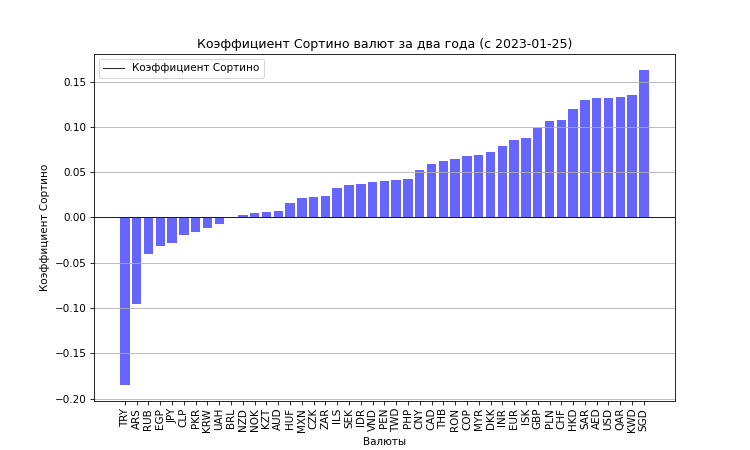 Коэффициент Сортино валют за два года (с 2023-01-25)
Коэффициент Сортино
0.15
0.10
0.05
0.00
−0.05
−0.10
−0.15
−0.20
Коэффициент Сортино
TRY ARS RUB EGP JPY CLP PKR KRW UAH BRL NZD NOK KZT AUD HUF MXN CZK ZAR ILS SEK IDR VND PEN TWD PHP CNY CAD THB RON COP MYR DKK INR EUR ISK GBP PLN CHF HKD SAR AED USD QAR KWD SGD
Валюты